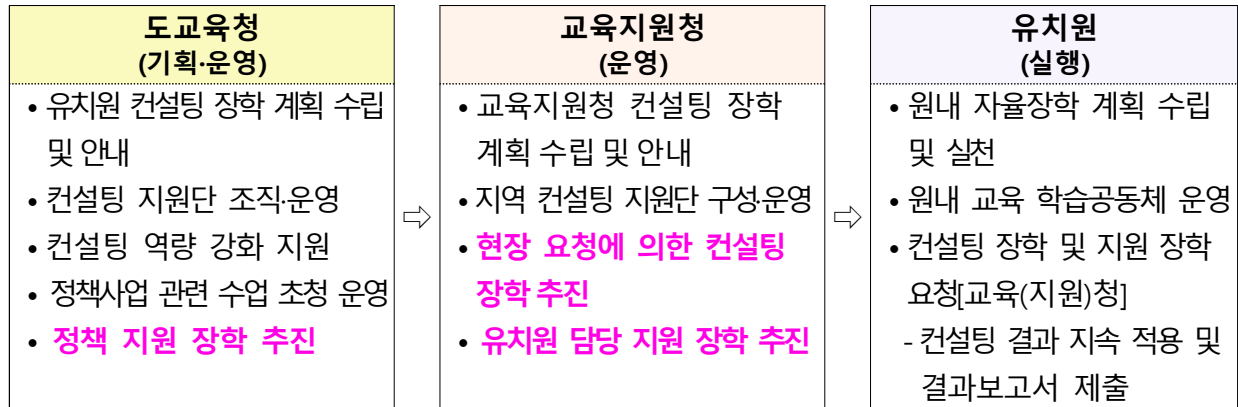 도교육청
(기획·운영)
• 유치원 컨설팅 장학 계획 수립
및 안내
• 컨설팅 지원단 조직·운영
• 컨설팅 역량 강화 지원
• 정책사업 관련 수업 초청 운영
• 정책 지원 장학 추진
⇨
교육지원청
(운영)
• 교육지원청 컨설팅 장학
계획 수립 및 안내
• 지역 컨설팅 지원단 구성·운영
• 현장 요청에 의한 컨설팅
장학 추진
• 유치원 담당 지원 장학 추진
⇨
유치원
(실행)
• 원내 자율장학 계획 수립
및 실천
• 원내 교육 학습공동체 운영
• 컨설팅 장학 및 지원 장학
요청[교육(지원)청]
- 컨설팅 결과 지속 적용 및
결과보고서 제출